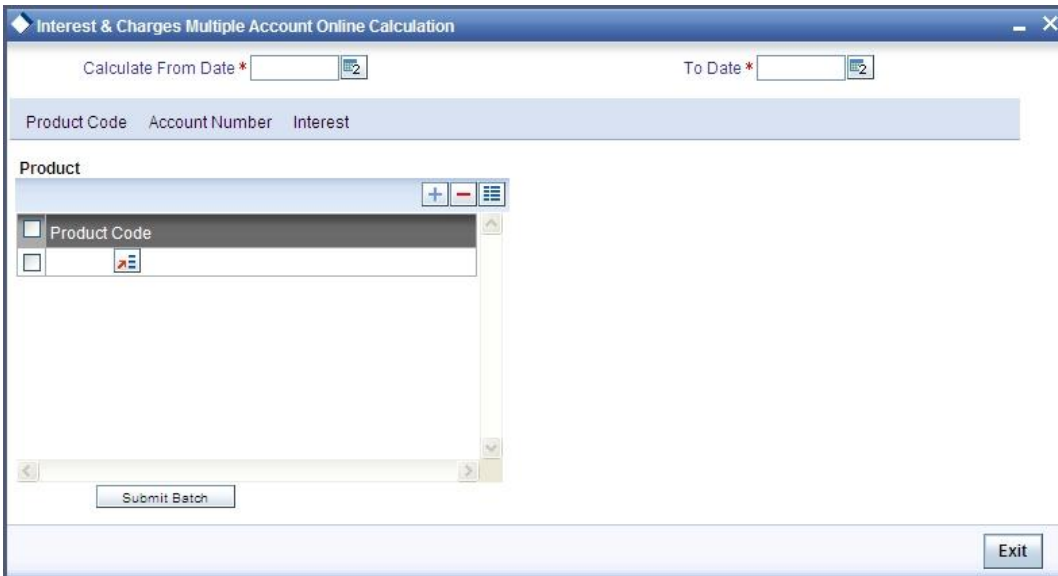 Interest & Charges Multiple Account Online Calculation
Calculate From Date * To Date *
Product Code Account Number Interest
Product
Product Code
Submit Batch
Exit